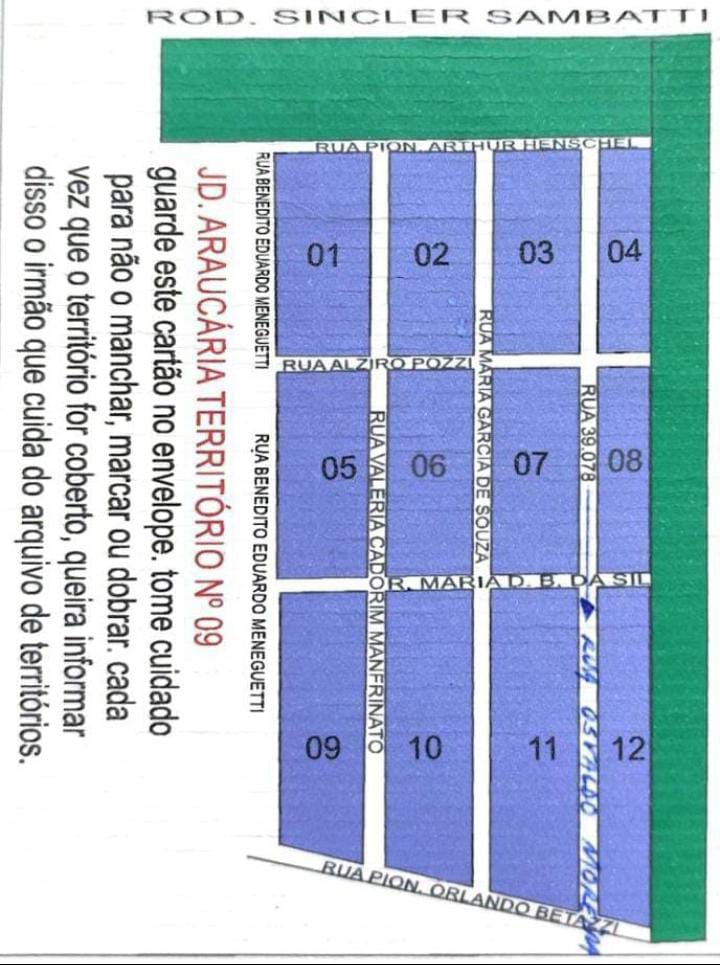 ROD. SINCLER SAMBATTI
RUA PION. ARTHUR HENSCHEL
01
02
03
04
RUA BENEDITO EDUARDO MENEGUETTI
RUA ALZIRO POZZI
RUA MARIA GARCIA DE SOUZA
RUA 39.078
05
06
07
08
RUA VALERIA CADORIM MANFRINATO
RUA BENEDITO EDUARDO MENEGUETTI
R. MARIA D. B. DA SIL
RUA OSVALDO MOREIRA
09
10
11
12
RUA PION. ORLANDO BETAZZI
JD. ARAUCÁRIA TERRITÓRIO Nº 09
guarde este cartão no envelope. tome cuidado
para não o manchar, marcar ou dobrar. cada
vez que o território for coberto, queira informar
disso o irmão que cuida do arquivo de territórios.